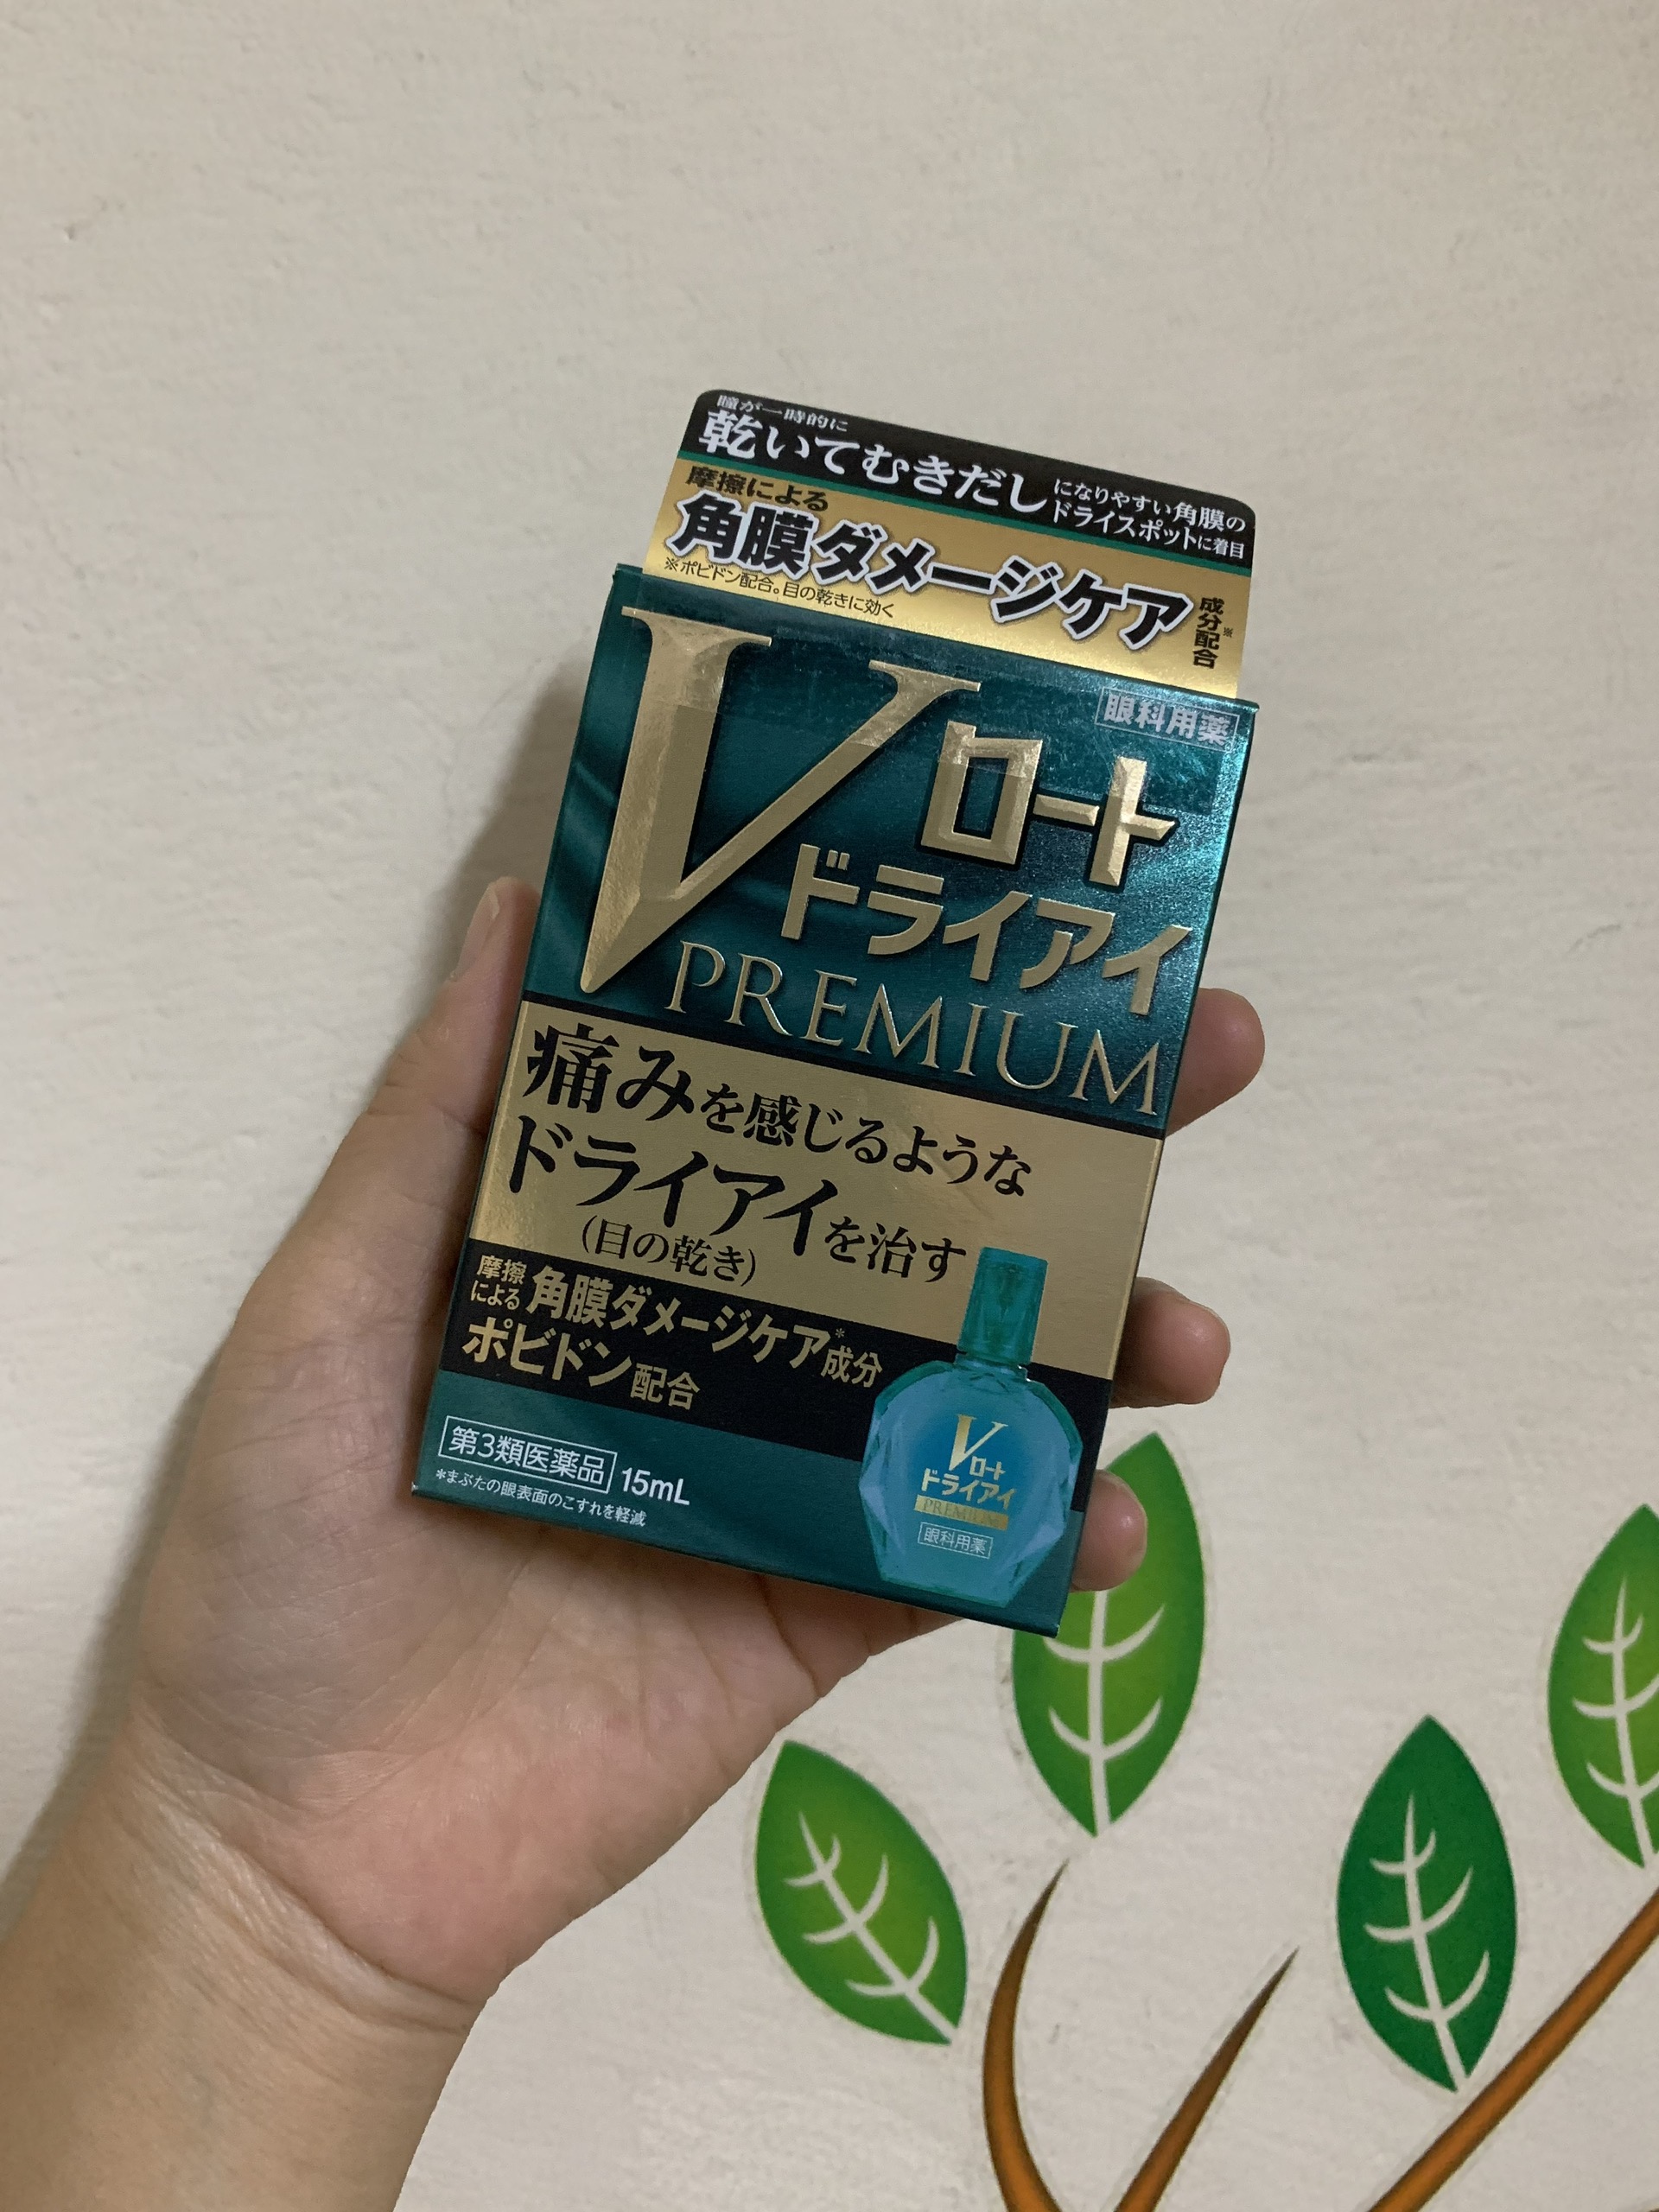 瞳が一時的に
乾いてむきだしになりやすい角膜の
ドライスポットに着目
摩擦による
角膜ダメージケア成分配合※
※ポビドン配合。目の乾きに効く
眼科用薬
Vロート
ドライアイ
PREMIUM
痛みを感じるような
ドライアイを治す
(目の乾き)
摩擦による角膜ダメージケア*成分
ポビドン配合
第3類医薬品 15mL
*まぶたの眼表面のこすれを軽減
Vロート
ドライアイ
PREMIUM
眼科用薬